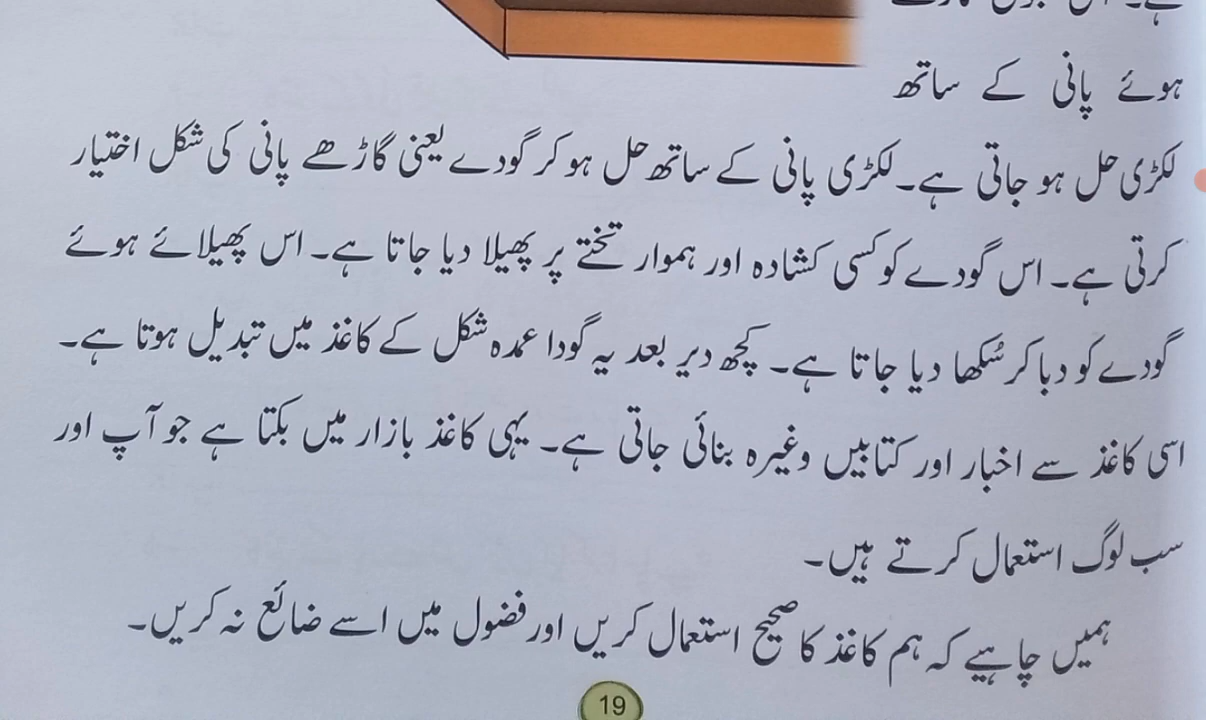 ہوئے پانی کے ساتھ
لکڑی حل ہو جاتی ہے۔ لکڑی پانی کے ساتھ حل ہو کر گودے یعنی گاڑھے پانی کی شکل اختیار
کرتی ہے۔ اس گودے کو کسی کشادہ اور ہموار تختے پر پھیلا دیا جاتا ہے۔ اس پھیلائے ہوئے
گودے کو دبا کر سُکھا دیا جاتا ہے۔ کچھ دیر بعد یہ گودا عمدہ شکل کے کاغذ میں تبدیل ہوتا ہے۔
اسی کاغذ سے اخبار اور کتابیں وغیرہ بنائی جاتی ہے۔ یہی کاغذ بازار میں بکتا ہے جو آپ اور
سب لوگ استعمال کرتے ہیں۔
ہمیں چاہیے کہ ہم کاغذ کا صحیح استعمال کریں اور فضول میں اسے ضائع نہ کریں۔
19